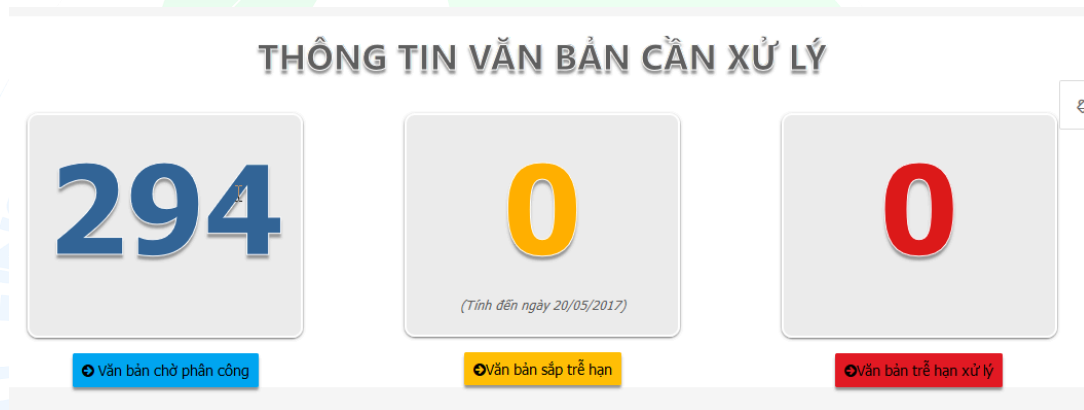 THÔNG TIN VĂN BẢN CẦN XỬ LÝ
294
0
0
(Tính đến ngày 20/05/2017)
Văn bản chờ phân công
Văn bản sắp trễ hạn
Văn bản trễ hạn xử lý